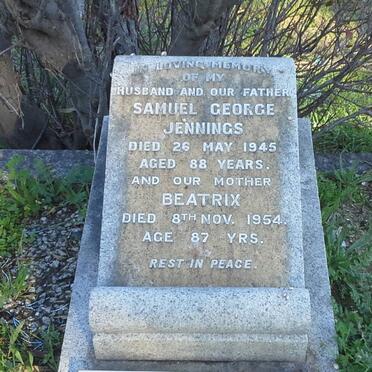 IN LOVING MEMORY
OF MY
HUSBAND AND OUR FATHER
SAMUEL GEORGE
JENNINGS
DIED 26 MAY 1945
AGED 88 YEARS.
AND OUR MOTHER
BEATRIX
DIED 8TH NOV. 1954.
AGE 87 YRS.
REST IN PEACE.